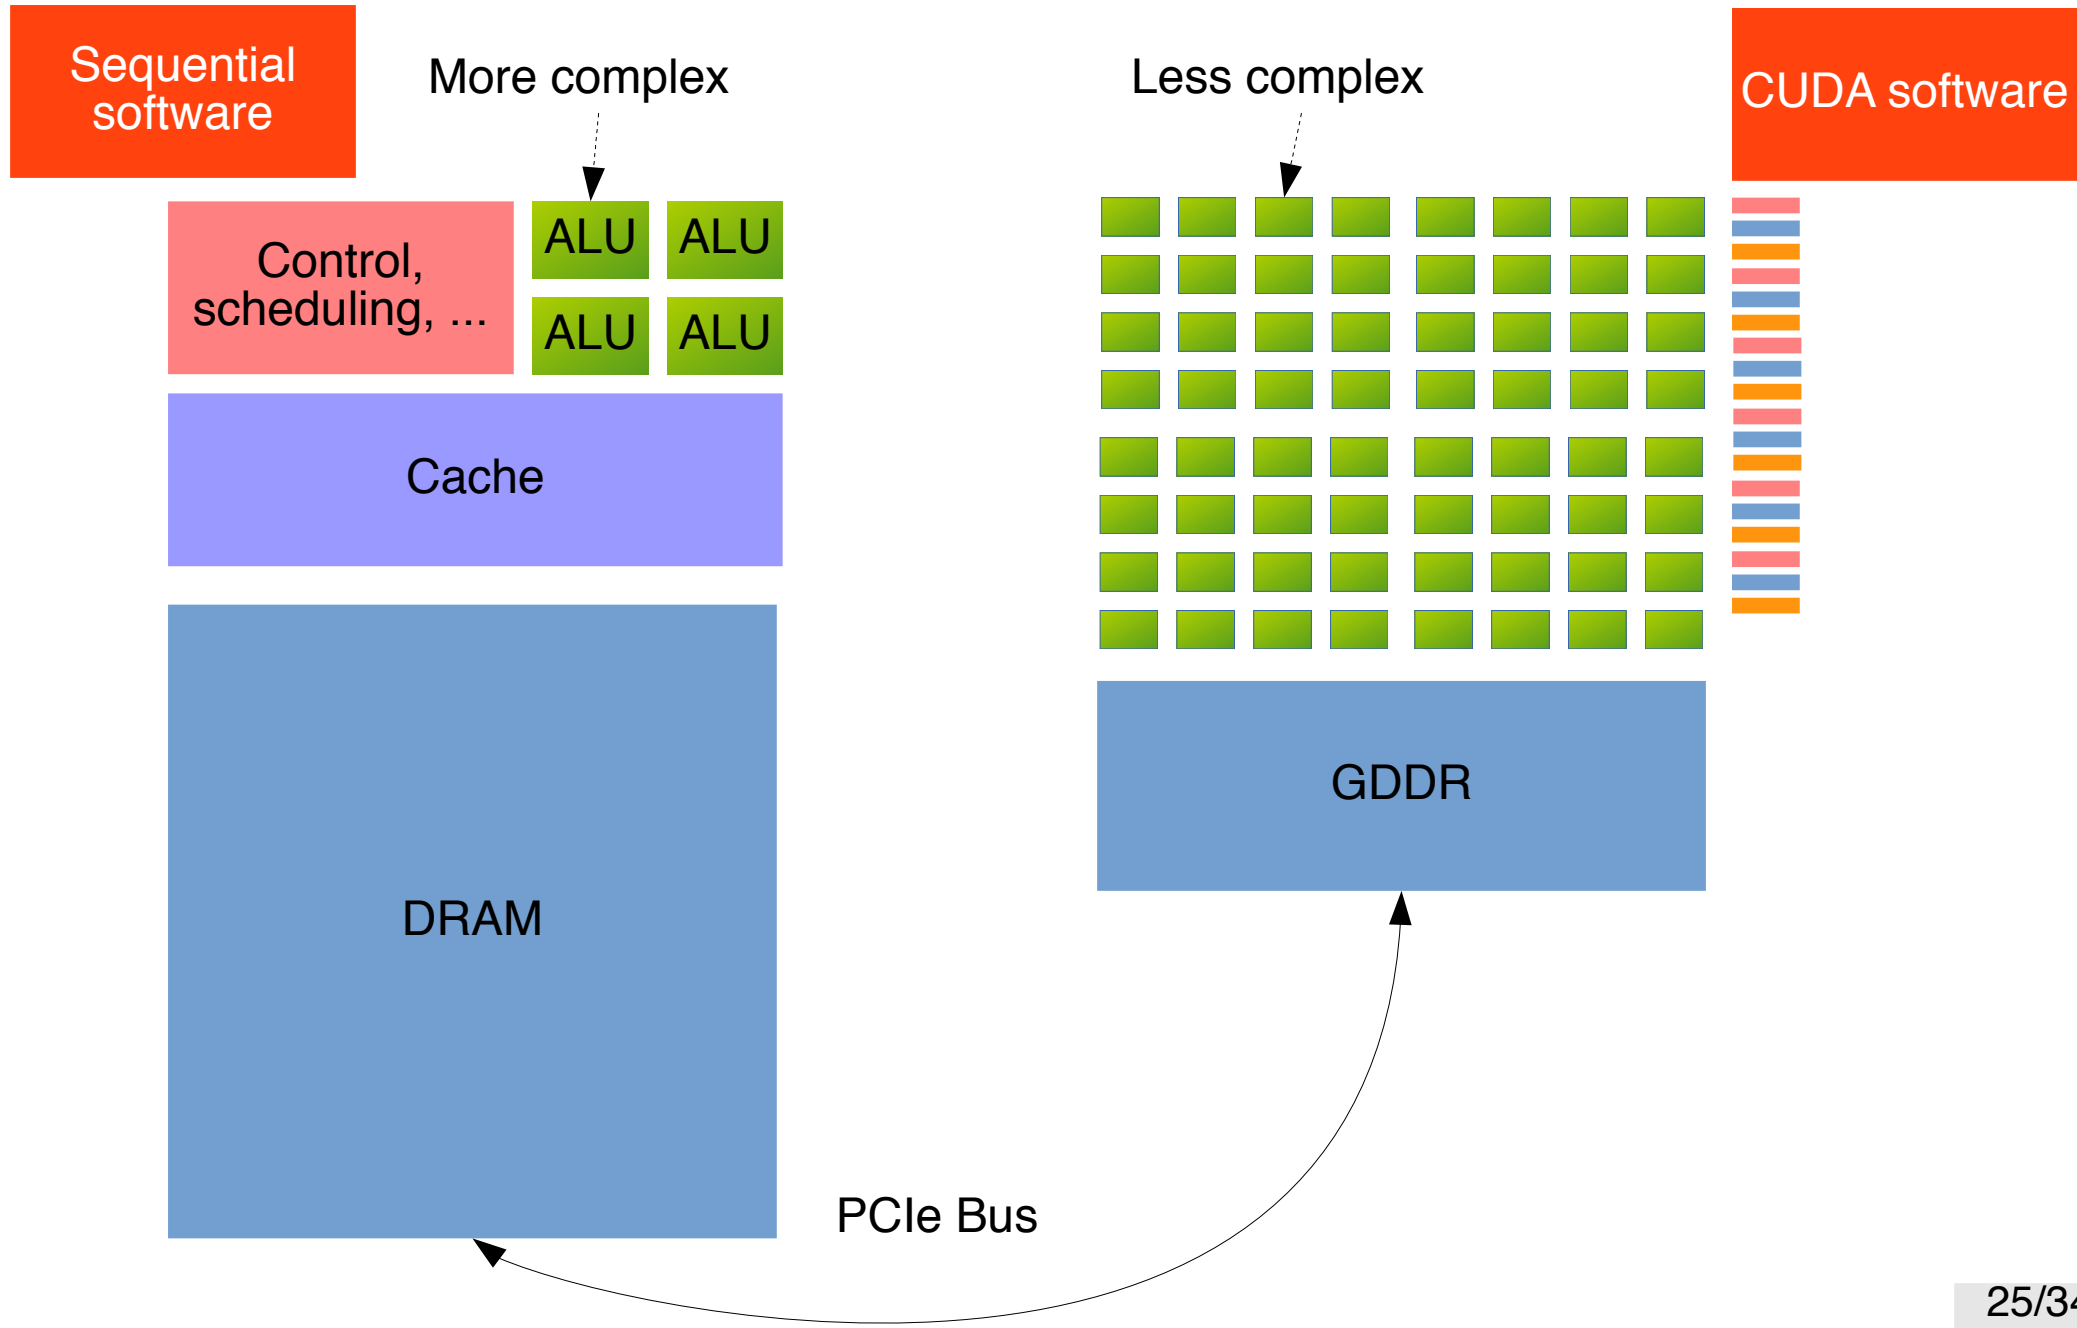 Sequential
software
More complex
Less complex
CUDA software
Control,
scheduling, ...
ALU
ALU
ALU
ALU
Cache
DRAM
GDDR
PCIe Bus
25/34